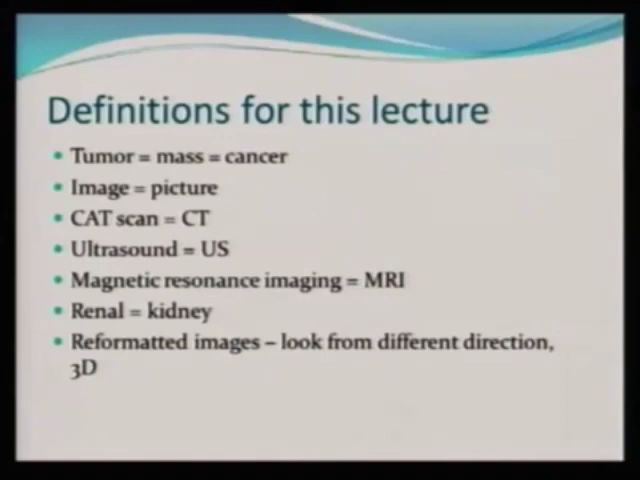 Definitions for this lecture
• Tumor = mass = cancer
• Image = picture
• CAT scan = CT
• Ultrasound = US
• Magnetic resonance imaging = MRI
• Renal = kidney
• Reformatted images – look from different direction,
3D